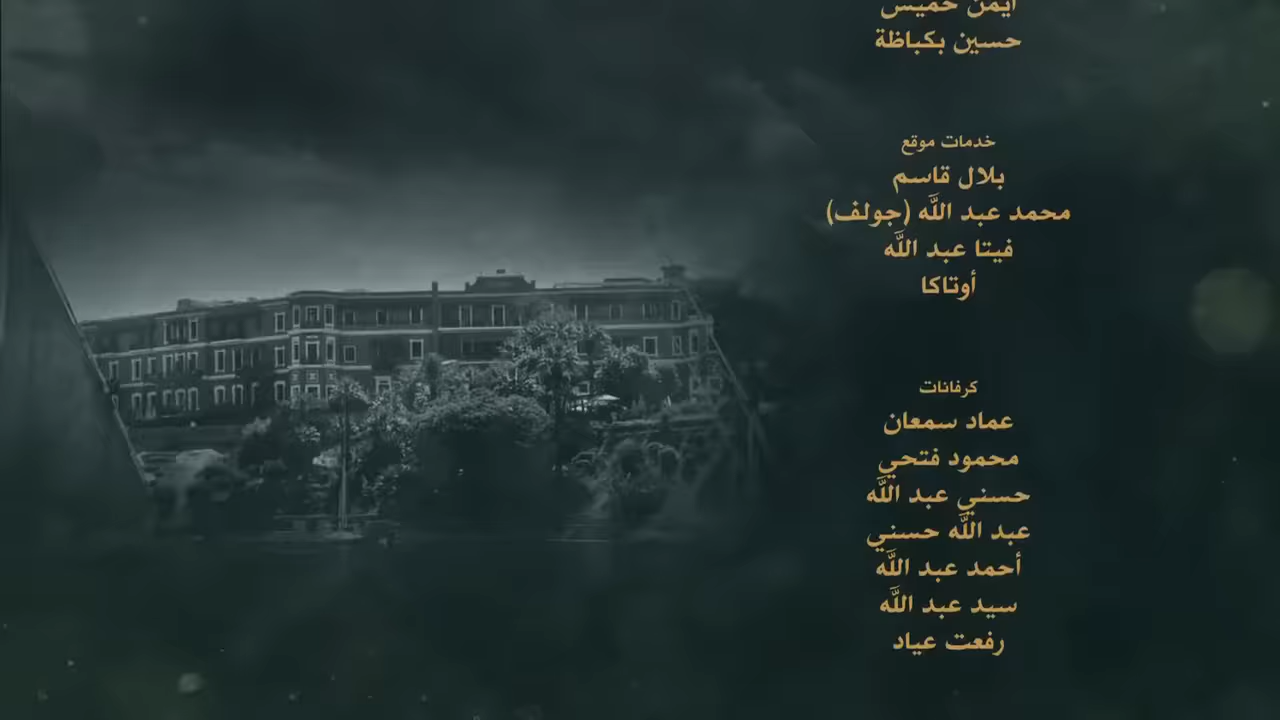 أيمن خميس
حسين بكباظة
خدمات موقع
بلال قاسم
محمد عبد اللَّه (جولف)
فيتا عبد اللَّه
أوتاكا
كرفانات
عماد سمعان
محمود فتحي
حسني عبد اللَّه
عبد اللَّه حسني
أحمد عبد اللَّه
سيد عبد اللَّه
رفعت عياد